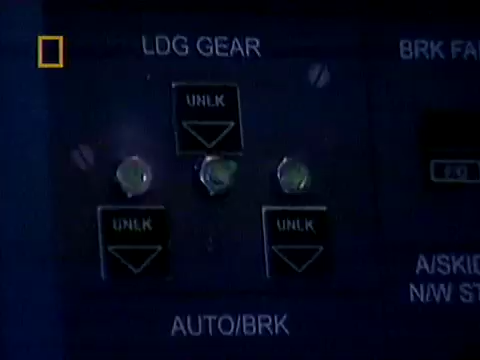 LDG GEAR
BRK FA
UNLK
UNLK
UNLK
A/SKID
N/W ST
AUTO/BRK